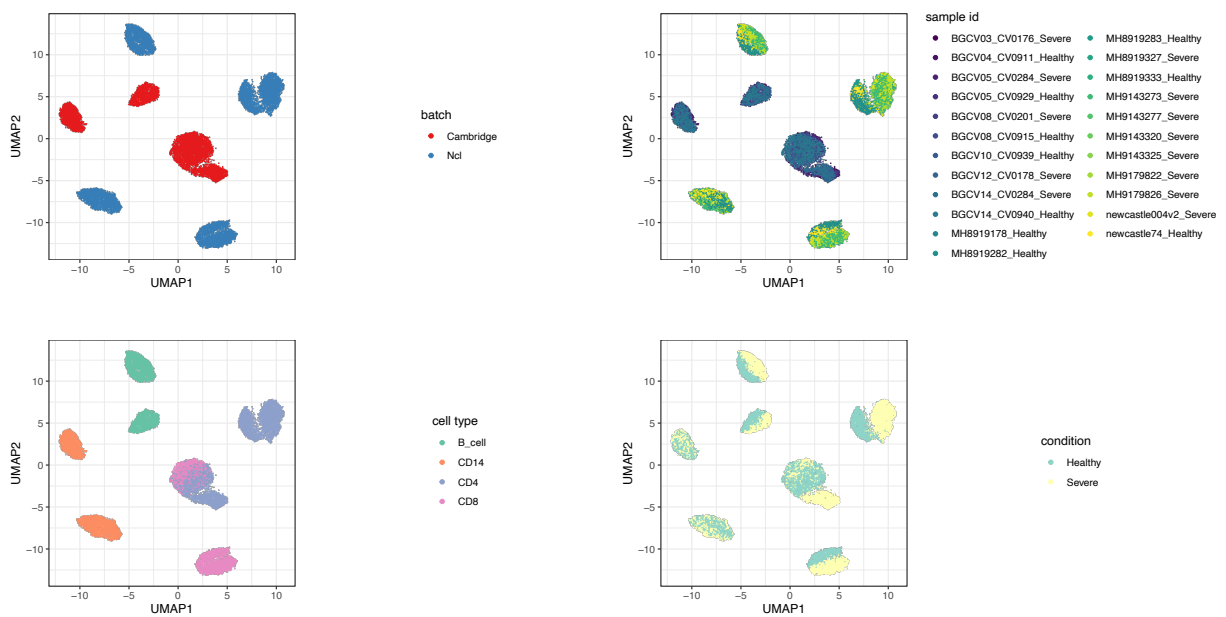 10
5
0
−5
−10
UMAP2
−10
−5
0
5
10
UMAP1
batch
Cambridge
Ncl
10
5
0
−5
−10
UMAP2
−10
−5
0
5
10
UMAP1
sample id
BGCV03_CV0176_Severe
BGCV04_CV0911_Healthy
BGCV05_CV0284_Severe
BGCV05_CV0929_Healthy
BGCV08_CV0201_Severe
BGCV08_CV0915_Healthy
BGCV10_CV0939_Healthy
BGCV12_CV0178_Severe
BGCV14_CV0284_Severe
BGCV14_CV0940_Healthy
MH8919178_Healthy
MH8919282_Healthy
MH8919283_Healthy
MH8919327_Severe
MH8919333_Healthy
MH9143273_Severe
MH9143277_Severe
MH9143320_Severe
MH9143325_Severe
MH9179822_Severe
MH9179826_Severe
newcastle004v2_Severe
newcastle74_Healthy
10
5
0
−5
−10
UMAP2
−10
−5
0
5
10
UMAP1
cell type
B_cell
CD14
CD4
CD8
10
5
0
−5
−10
UMAP2
−10
−5
0
5
10
UMAP1
condition
Healthy
Severe